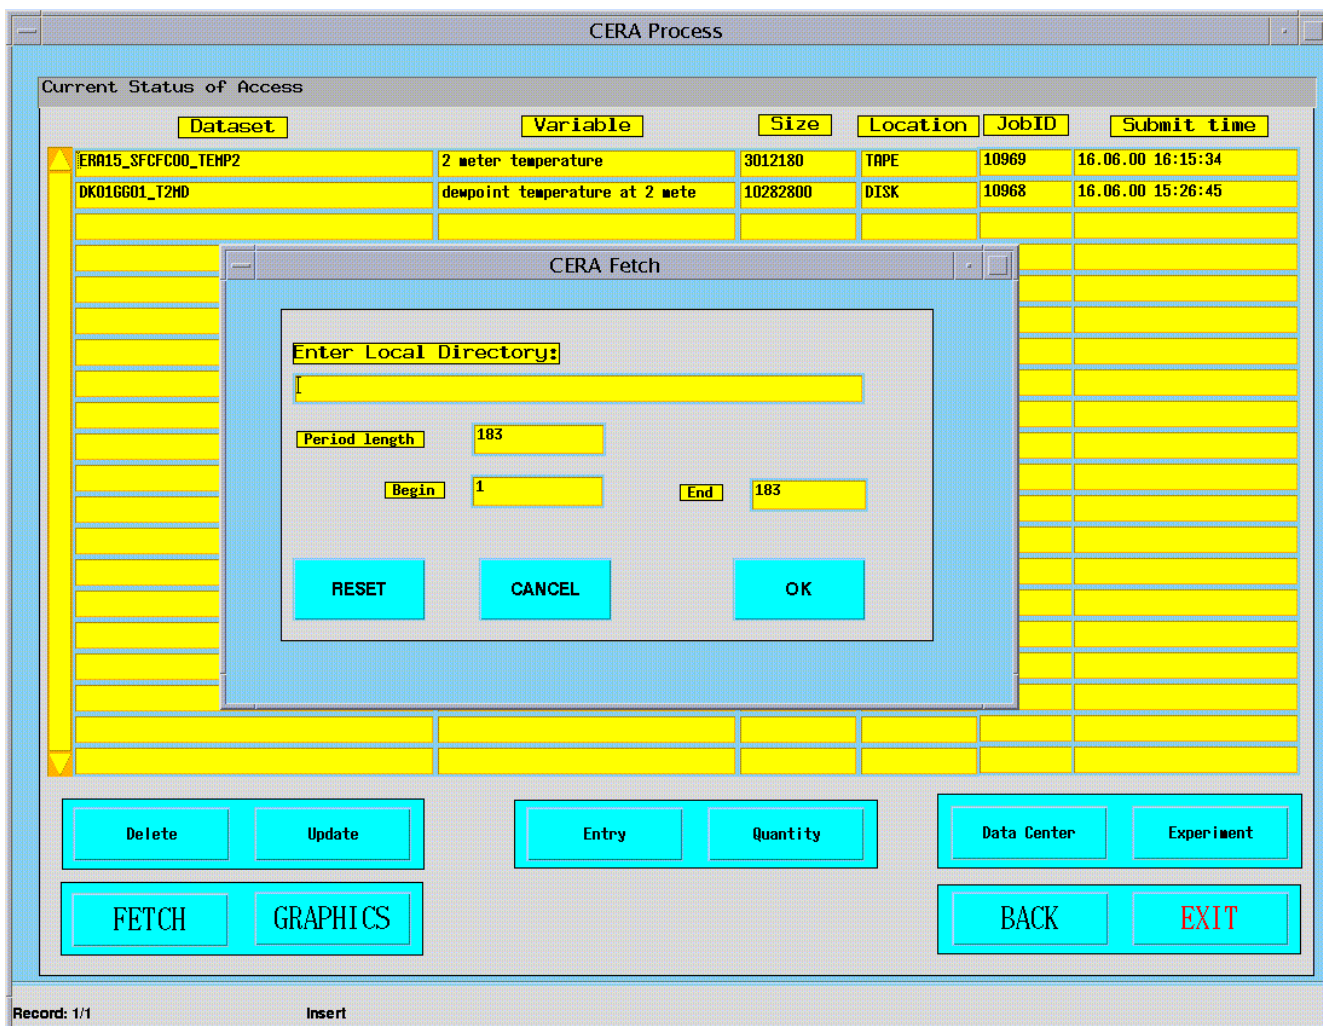 CERA Process
Current Status of Access
Dataset Variable Size Location JobID Submit time
ERA15_SFCFC00_TEMP2 2 meter temperature 3012180 TAPE 10969 16.06.00 16:15:34
DK01GG01_T2MD dewpoint temperature at 2 mete 10282800 DISK 10968 16.06.00 15:26:45
CERA Fetch
Enter Local Directory:
Period length 183
Begin 1 End 183
RESET CANCEL OK
Delete Update Entry Quantity Data Center Experiment
FETCH GRAPHICS BACK EXIT
Record: 1/1 Insert